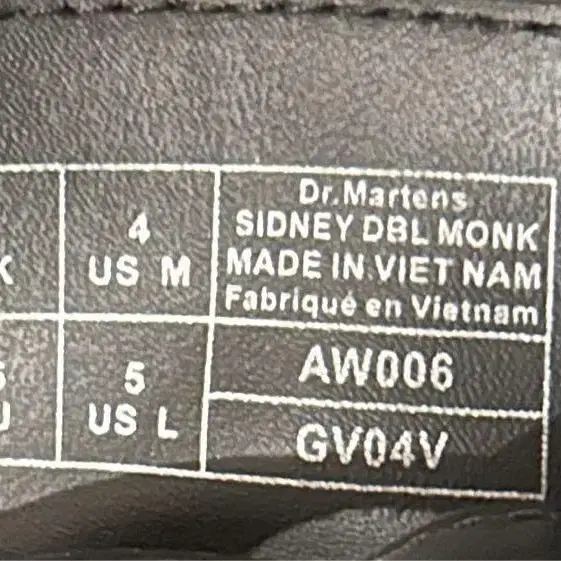 4
US M
5
US L
Dr.Martens
SIDNEY DBL MONK
MADE IN.VIET NAM
Fabriqué en Vietnam
AW006
GV04V